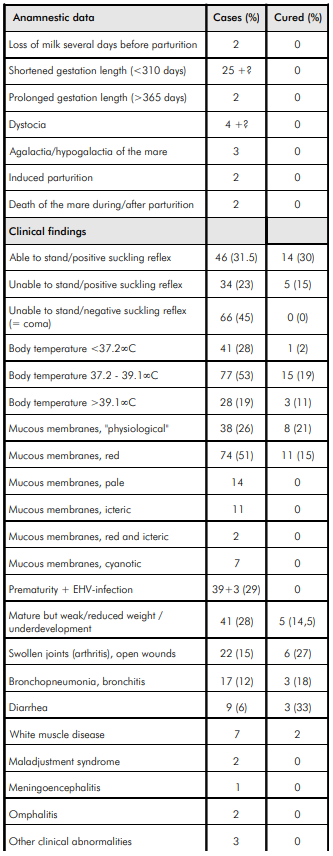 Anamnestic data Cases (%) Cured (%)
Loss of milk several days before parturition 2 0
Shortened gestation length (<310 days) 25 +? 0
Prolonged gestation length (>365 days) 2 0
Dystocia 4 +? 0
Agalactia/hypogalactia of the mare 3 0
Induced parturition 2 0
Death of the mare during/after parturition 2 0
Clinical findings
Able to stand/positive suckling reflex 46 (31.5) 14 (30)
Unable to stand/positive suckling reflex 34 (23) 5 (15)
Unable to stand/negative suckling reflex
(= coma) 66 (45) 0 (0)
Body temperature <37.2∞C 41 (28) 1 (2)
Body temperature 37.2 - 39.1∞C 77 (53) 15 (19)
Body temperature >39.1∞C 28 (19) 3 (11)
Mucous membranes, "physiological" 38 (26) 8 (21)
Mucous membranes, red 74 (51) 11 (15)
Mucous membranes, pale 14 0
Mucous membranes, icteric 11 0
Mucous membranes, red and icteric 2 0
Mucous membranes, cyanotic 7 0
Prematurity + EHV-infection 39+3 (29) 0
Mature but weak/reduced weight /
underdevelopment 41 (28) 5 (14,5)
Swollen joints (arthritis), open wounds 22 (15) 6 (27)
Bronchopneumonia, bronchitis 17 (12) 3 (18)
Diarrhea 9 (6) 3 (33)
White muscle disease 7 2
Maladjustment syndrome 2 0
Meningoencephalitis 1 0
Omphalitis 2 0
Other clinical abnormalities 3 0